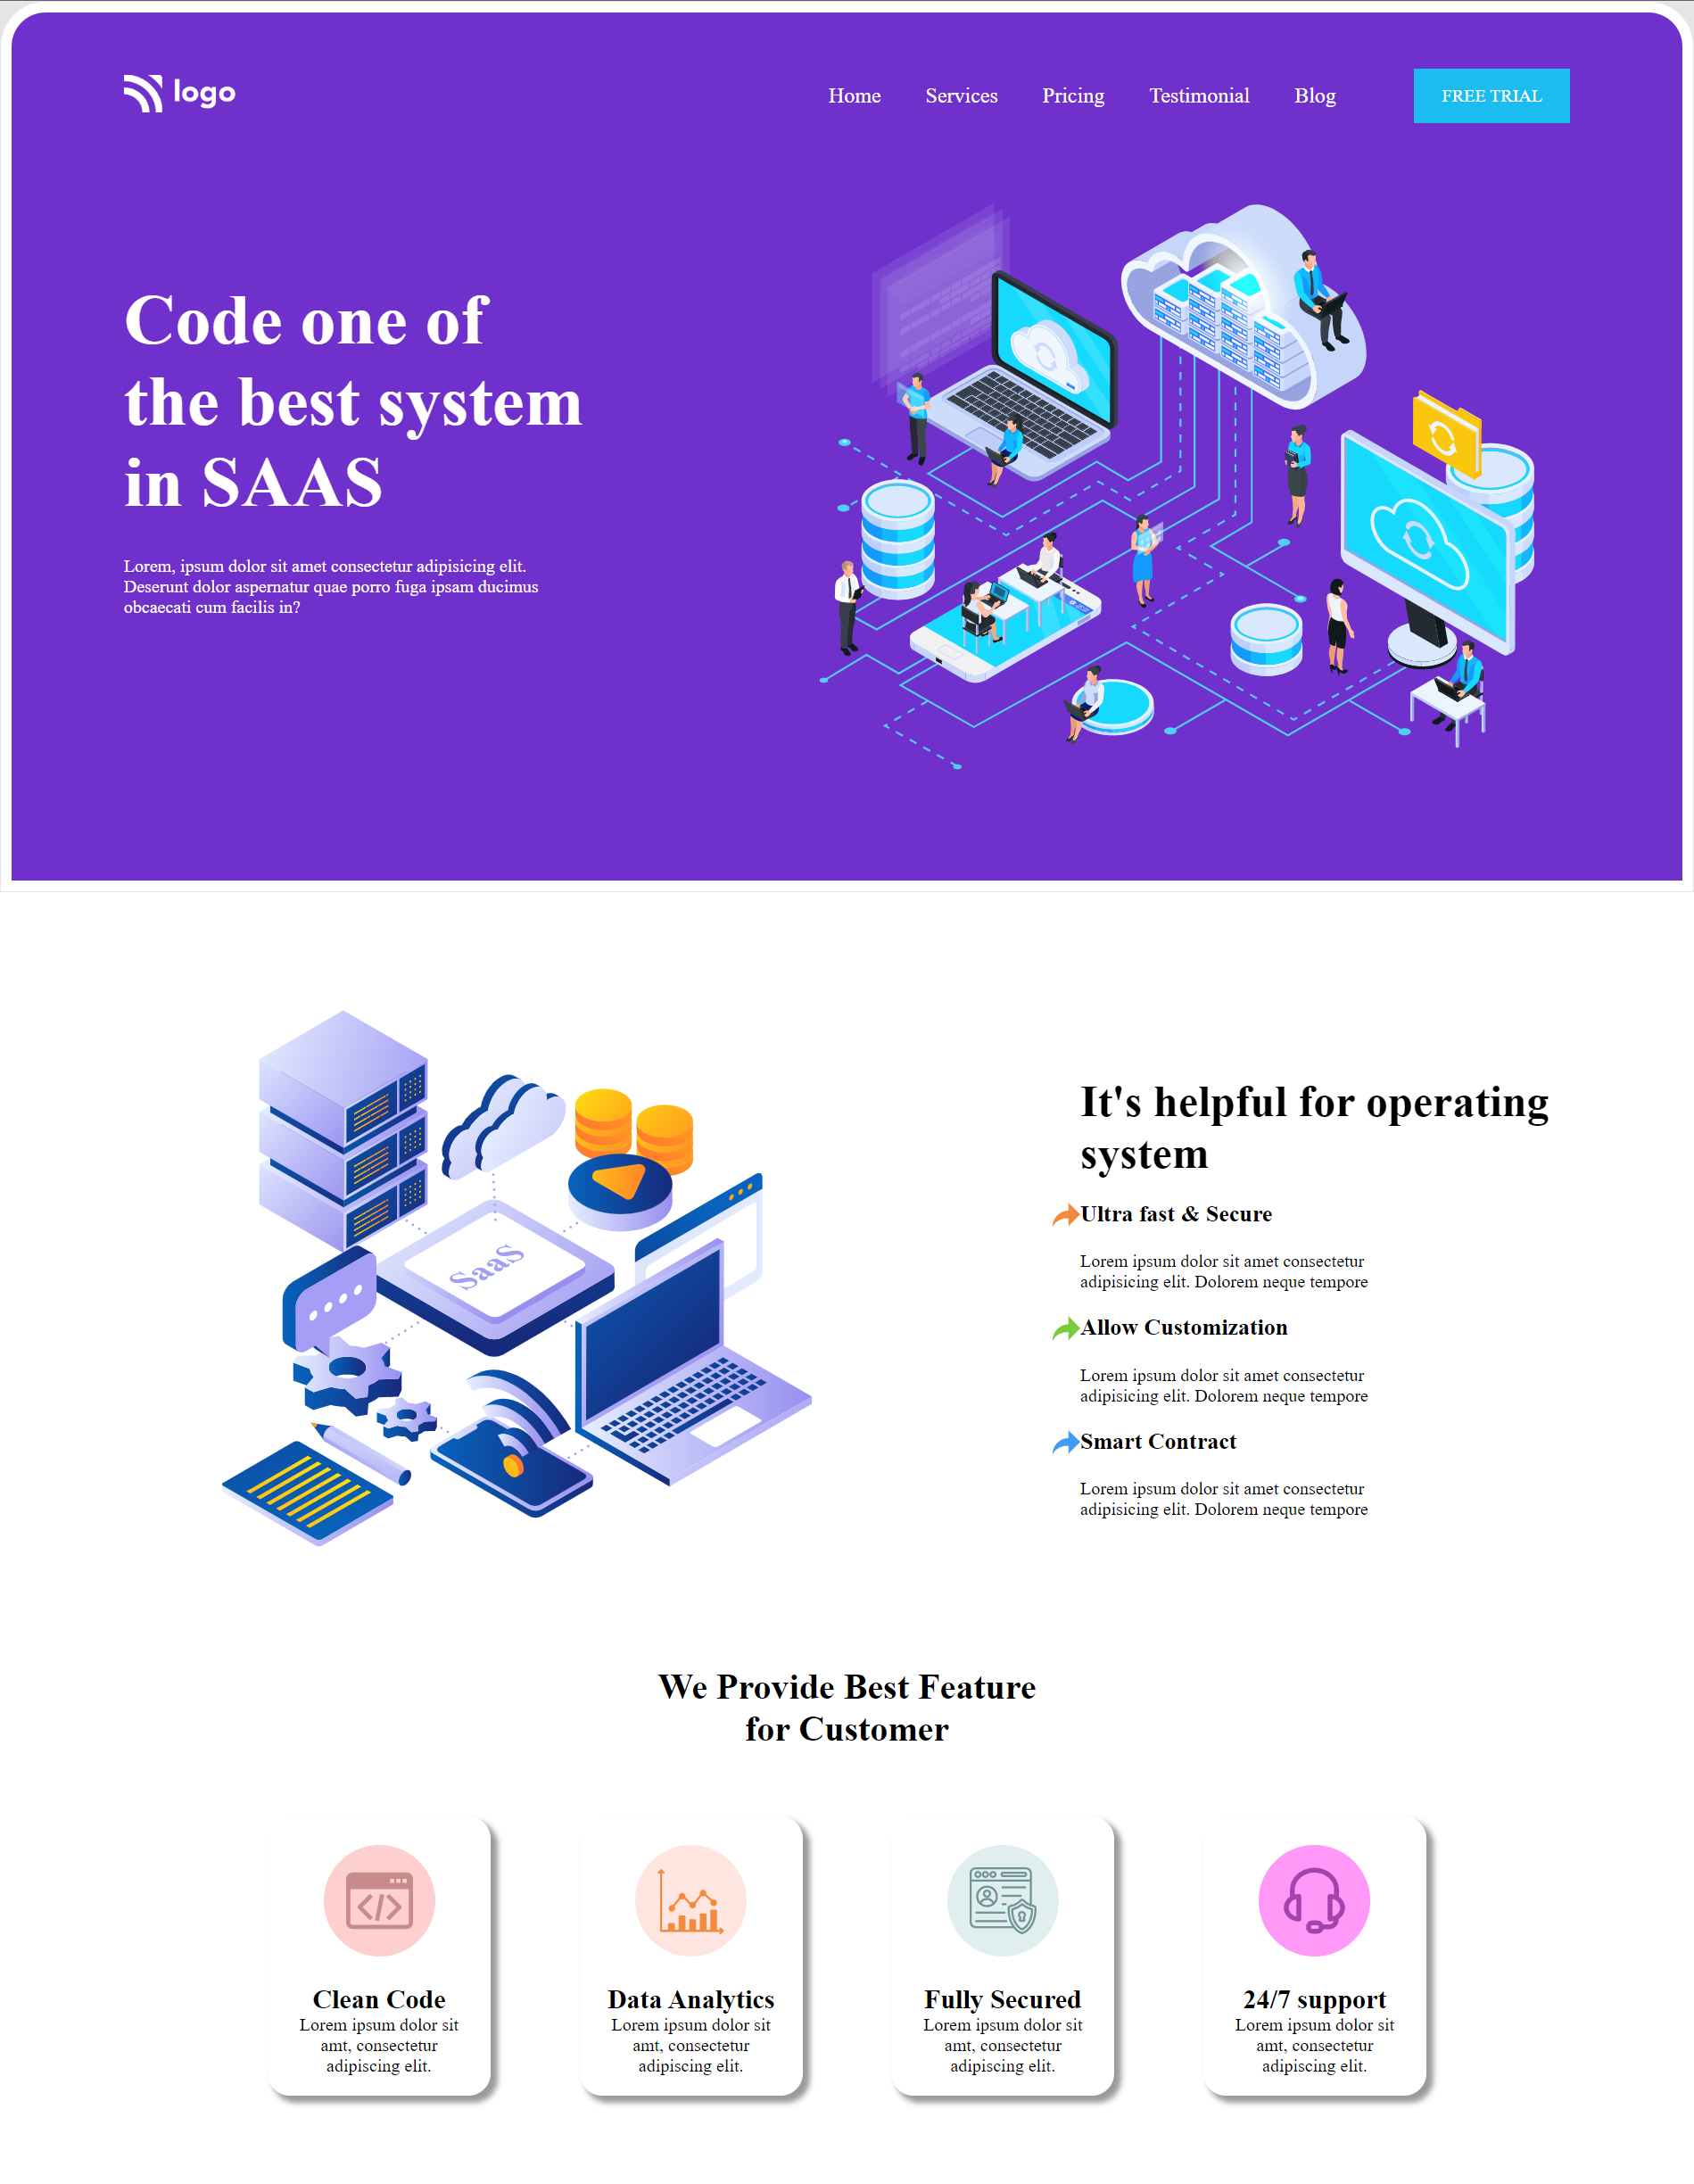 logo
Home Services Pricing Testimonial Blog FREE TRIAL
Code one of
the best system
in SAAS
Lorem, ipsum dolor sit amet consectetur adipisicing elit.
Deserunt dolor aspernatur quae porro fuga ipsam ducimus
obcaecati cum facilis in?
SaaS
It's helpful for operating
system
Ultra fast & Secure
Lorem ipsum dolor sit amet consectetur
adipisicing elit. Dolorem neque tempore
Allow Customization
Lorem ipsum dolor sit amet consectetur
adipisicing elit. Dolorem neque tempore
Smart Contract
Lorem ipsum dolor sit amet consectetur
adipisicing elit. Dolorem neque tempore
We Provide Best Feature
for Customer
Clean Code
Lorem ipsum dolor sit
amt, consectetur
adipiscing elit.
Data Analytics
Lorem ipsum dolor sit
amt, consectetur
adipiscing elit.
Fully Secured
Lorem ipsum dolor sit
amt, consectetur
adipiscing elit.
24/7 support
Lorem ipsum dolor sit
amt, consectetur
adipiscing elit.